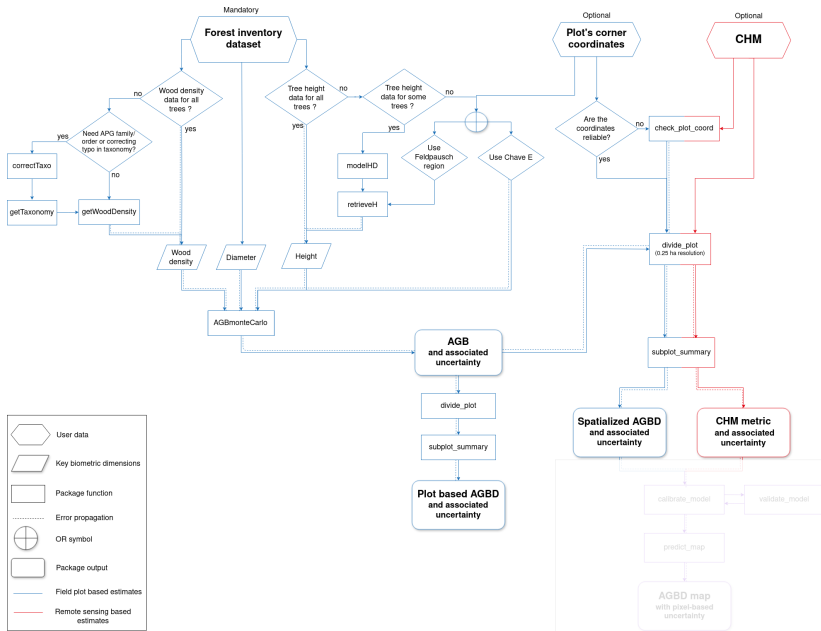 Mandatory
Forest inventory
dataset
Optional
Plot's corner
coordinates
Optional
CHM
Wood density
data for all
trees ?
no
yes
Tree height
data for all
trees ?
no
yes
Tree height
data for some
trees ?
no
yes
Need APG family/
order or correcting
typo in taxonomy?
yes
no
Are the
coordinates
reliable?
no
yes
check_plot_coord
correctTaxo
getTaxonomy
getWoodDensity
modelHD
retrieveH
Use
Feldpausch
region
Use Chave E
Wood
density
Diameter
Height
divide_plot
(0.25 ha resolution)
AGBmonteCarlo
AGB
and associated
uncertainty
subplot_summary
divide_plot
subplot_summary
Plot based AGBD
and associated
uncertainty
Spatialized AGBD
and associated
uncertainty
CHM metric
and associated
uncertainty
calibrate_model
validate_model
predict_map
AGBD map
with pixel-based
uncertainty
User data
Key biometric dimensions
Package function
Error propagation
OR symbol
Package output
Field plot based estimates
Remote sensing based
estimates